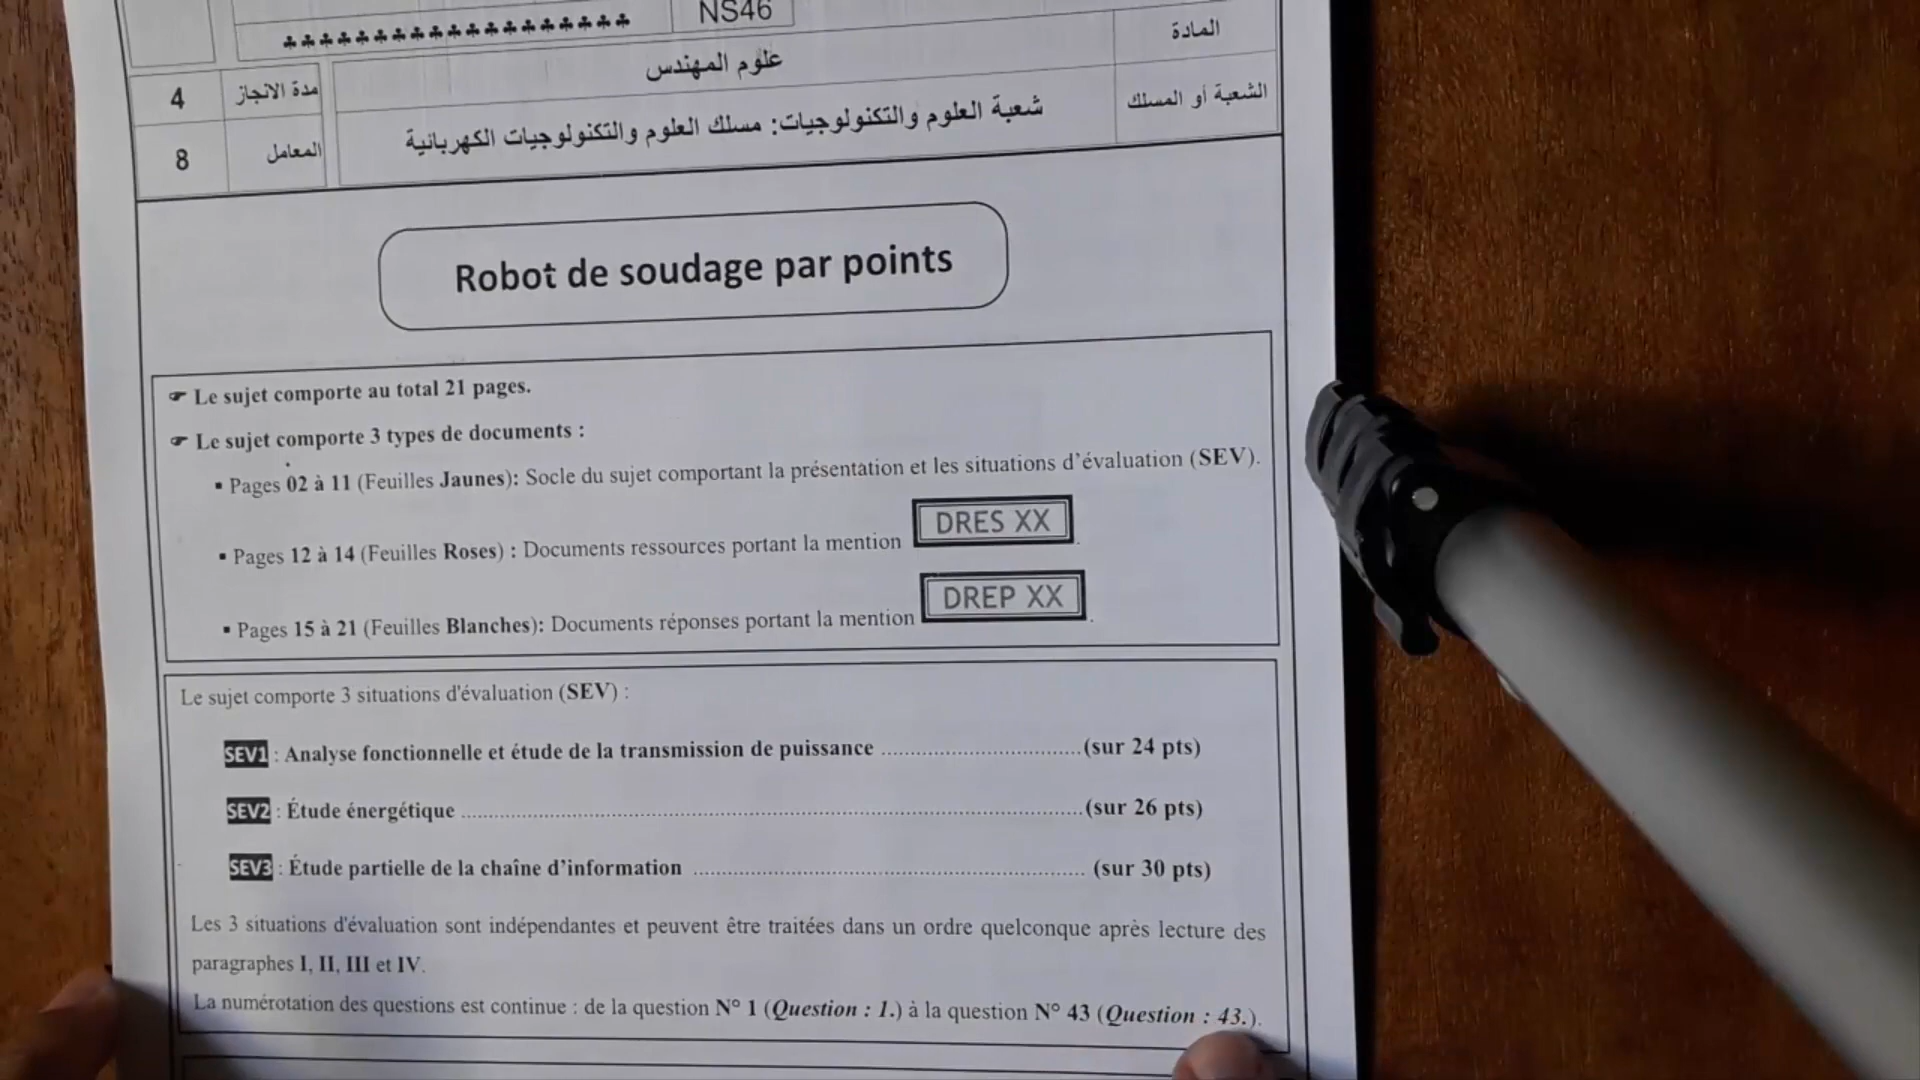 NS46
♣♣♣♣♣♣♣♣♣♣♣♣♣♣♣♣♣♣♣
المادة
علوم المهندس
مدة الانجاز
4
الشعبة أو المسلك
شعبة العلوم والتكنولوجيات: مسلك العلوم والتكنولوجيات الكهربائية
المعامل
8
Robot de soudage par points
☞ Le sujet comporte au total 21 pages.
☞ Le sujet comporte 3 types de documents :
▪ Pages 02 à 11 (Feuilles Jaunes): Socle du sujet comportant la présentation et les situations d'évaluation (SEV).
▪ Pages 12 à 14 (Feuilles Roses) : Documents ressources portant la mention DRES XX.
▪ Pages 15 à 21 (Feuilles Blanches): Documents réponses portant la mention DREP XX.
Le sujet comporte 3 situations d'évaluation (SEV) :
SEV1 : Analyse fonctionnelle et étude de la transmission de puissance ................................(sur 24 pts)
SEV2 : Étude énergétique ....................................................................................................(sur 26 pts)
SEV3 : Étude partielle de la chaîne d'information ............................................................... (sur 30 pts)
Les 3 situations d'évaluation sont indépendantes et peuvent être traitées dans un ordre quelconque après lecture des
paragraphes I, II, III et IV.
La numérotation des questions est continue : de la question N° 1 (Question : 1.) à la question N° 43 (Question : 43.).